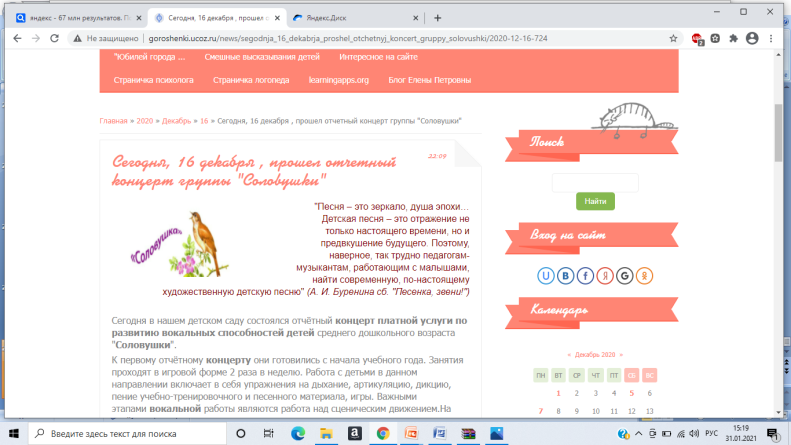 яндекс - 67 млн результатов. П
Сегодня, 16 декабря , прошел
Яндекс.Диск
Не защищено | goroshenki.ucoz.ru/news/segodnja_16_dekabrja_proshel_otchetnyj_koncert_gruppy_solovushki/2020-12-16-724
"Юбилей города ... Смешные высказывания детей Интересное на сайте
Страничка психолога Страничка логопеда learningapps.org Блог Елены Петровны
Главная » 2020 » Декабрь » 16 » Сегодня, 16 декабря , прошел отчетный концерт группы "Соловушки"
Сегодня, 16 декабря , прошел отчетный
концерт группы "Соловушки"
22:09
«Соловушка»
"Песня – это зеркало, душа эпохи…
Детская песня – это отражение не
только настоящего времени, но и
предвкушение будущего. Поэтому,
наверное, так трудно педагогам-
музыкантам, работающим с малышами,
найти современную, по-настоящему
художественную детскую песню" (А. И. Буренина сб. "Песенка, звени!")
Сегодня в нашем детском саду состоялся отчётный концерт платной услуги по
развитию вокальных способностей детей среднего дошкольного возраста
"Соловушки".
К первому отчётному концерту они готовились с начала учебного года. Занятия
проходят в игровой форме 2 раза в неделю. Работа с детьми в данном
направлении включает в себя упражнения на дыхание, артикуляцию, дикцию,
пение учебно-тренировочного и песенного материала, игры. Важными
этапами вокальной работы являются работа над сценическим движением.На
Поиск
Найти
Вход на сайт
Календарь
« Декабрь 2020 »
ПН ВТ СР ЧТ ПТ СБ ВС
1 2 3 4 5 6
7 8 9 10 11 12 13
Введите здесь текст для поиска
РУС
15:19
31.01.2021